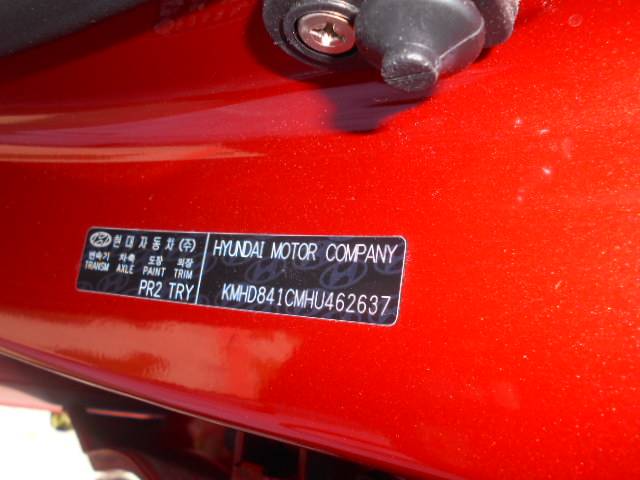 현대자동차(주)
변속기 차축 도장 의장
TRANSM AXLE PAINT TRIM
PR2 TRY
HYUNDAI MOTOR COMPANY
KMHD841CMHU462637